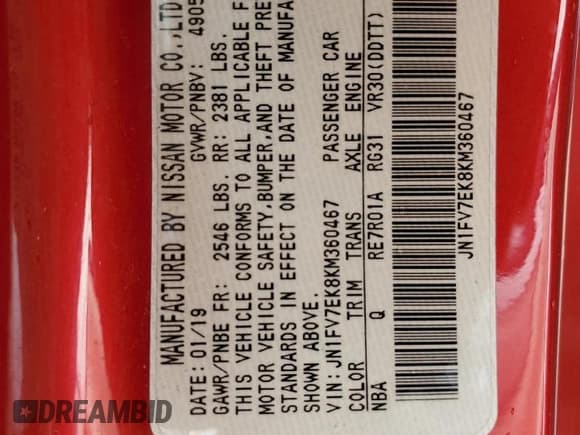 MANUFACTURED BY NISSAN MOTOR CO.,LTD
DATE: 01/19 GVWR/PNBV: 4905
GAWR/PNBE FR: 2546 LBS. RR: 2381 LBS.
THIS VEHICLE CONFORMS TO ALL APPLICABLE
MOTOR VEHICLE SAFETY,BUMPER,AND THEFT
STANDARDS IN EFFECT ON THE DATE OF
SHOWN ABOVE.
VIN: JN1FV7EK8KM360467 PASSENGER CAR
COLOR TRIM TRANS AXLE ENGINE
NBA Q RE7R01A RG31 VR30(DDTT)
JN1FV7EK8KM360467
DREAMBID